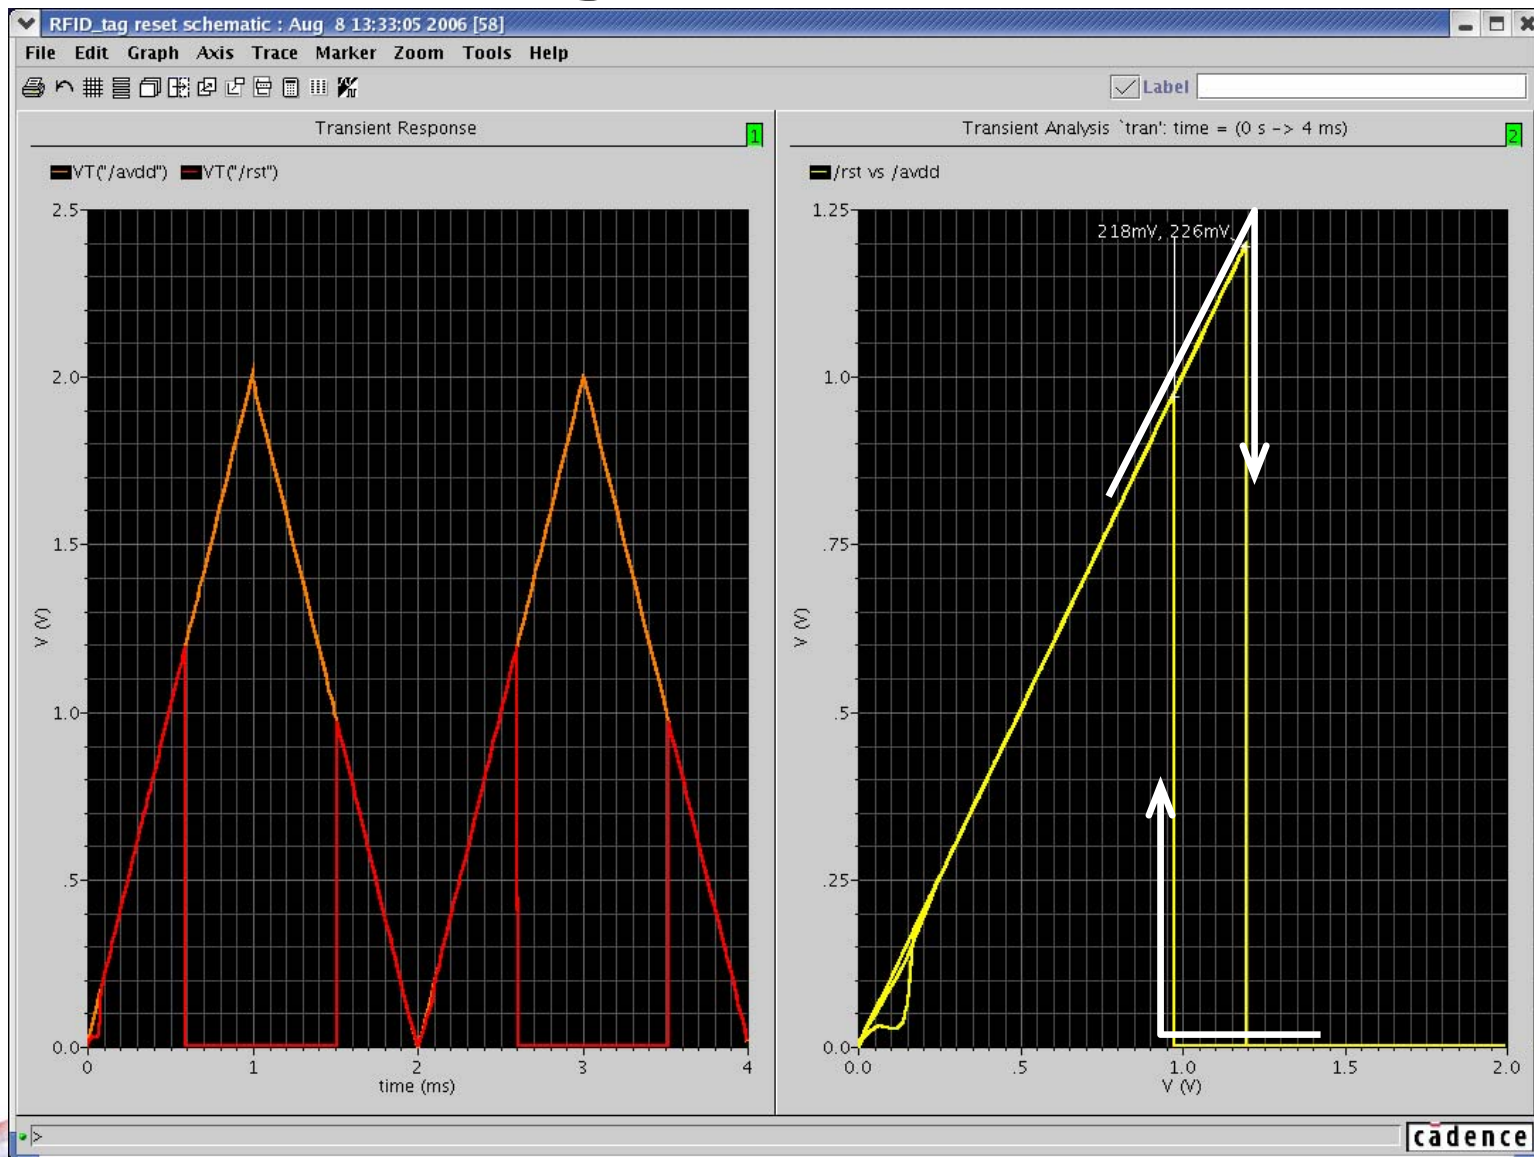 RFID_tag reset schematic : Aug 8 13:33:05 2006 [58]
File Edit Graph Axis Trace Marker Zoom Tools Help
Label
Transient Response
1
VT("/avdd") VT("/rst")
2.5
2.0
1.5
1.0
.5
0.0
V (V)
0 1 2 3 4
time (ms)
Transient Analysis `tran': time = (0 s -> 4 ms)
2
/rst vs /avdd
218mV, 226mV
1.25
1.0
.75
.5
.25
0.0
V (V)
0.0 .5 1.0 1.5 2.0
V (V)
>
cādence